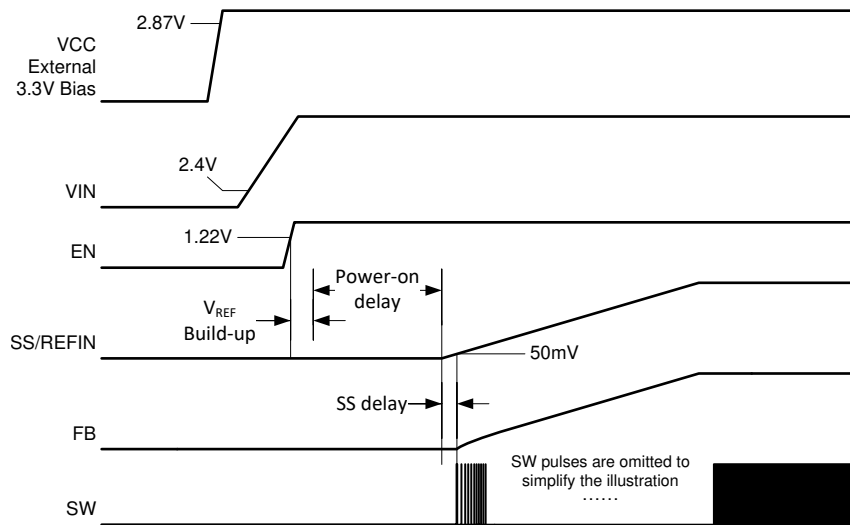 2.87V
VCC
External
3.3V Bias
2.4V
VIN
1.22V
EN
Power-on
delay
VREF
Build-up
SS/REFIN
50mV
SS delay
FB
SW pulses are omitted to
simplify the illustration
......
SW